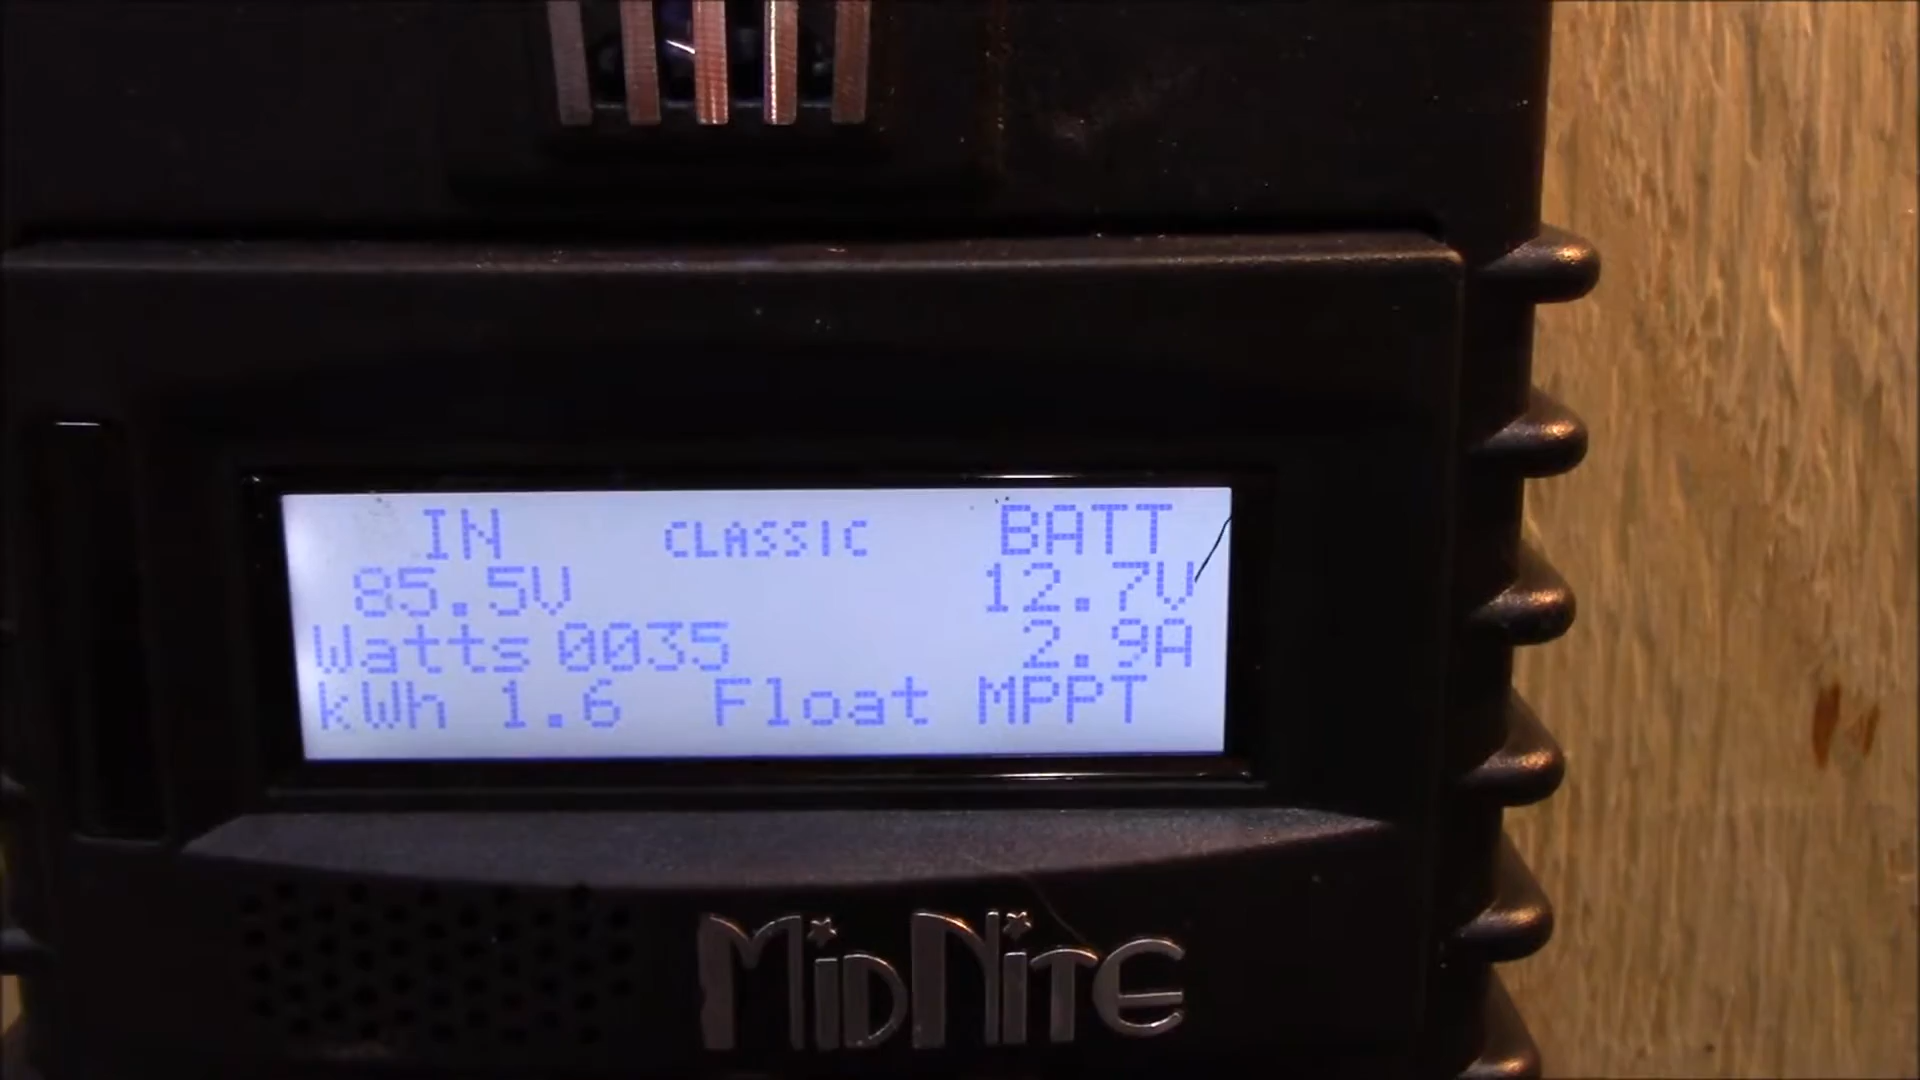 IN CLASSIC BATT
85.5V 12.7V
Watts 0035 2.9A
kWh 1.6 Float MPPT
MIDNITE